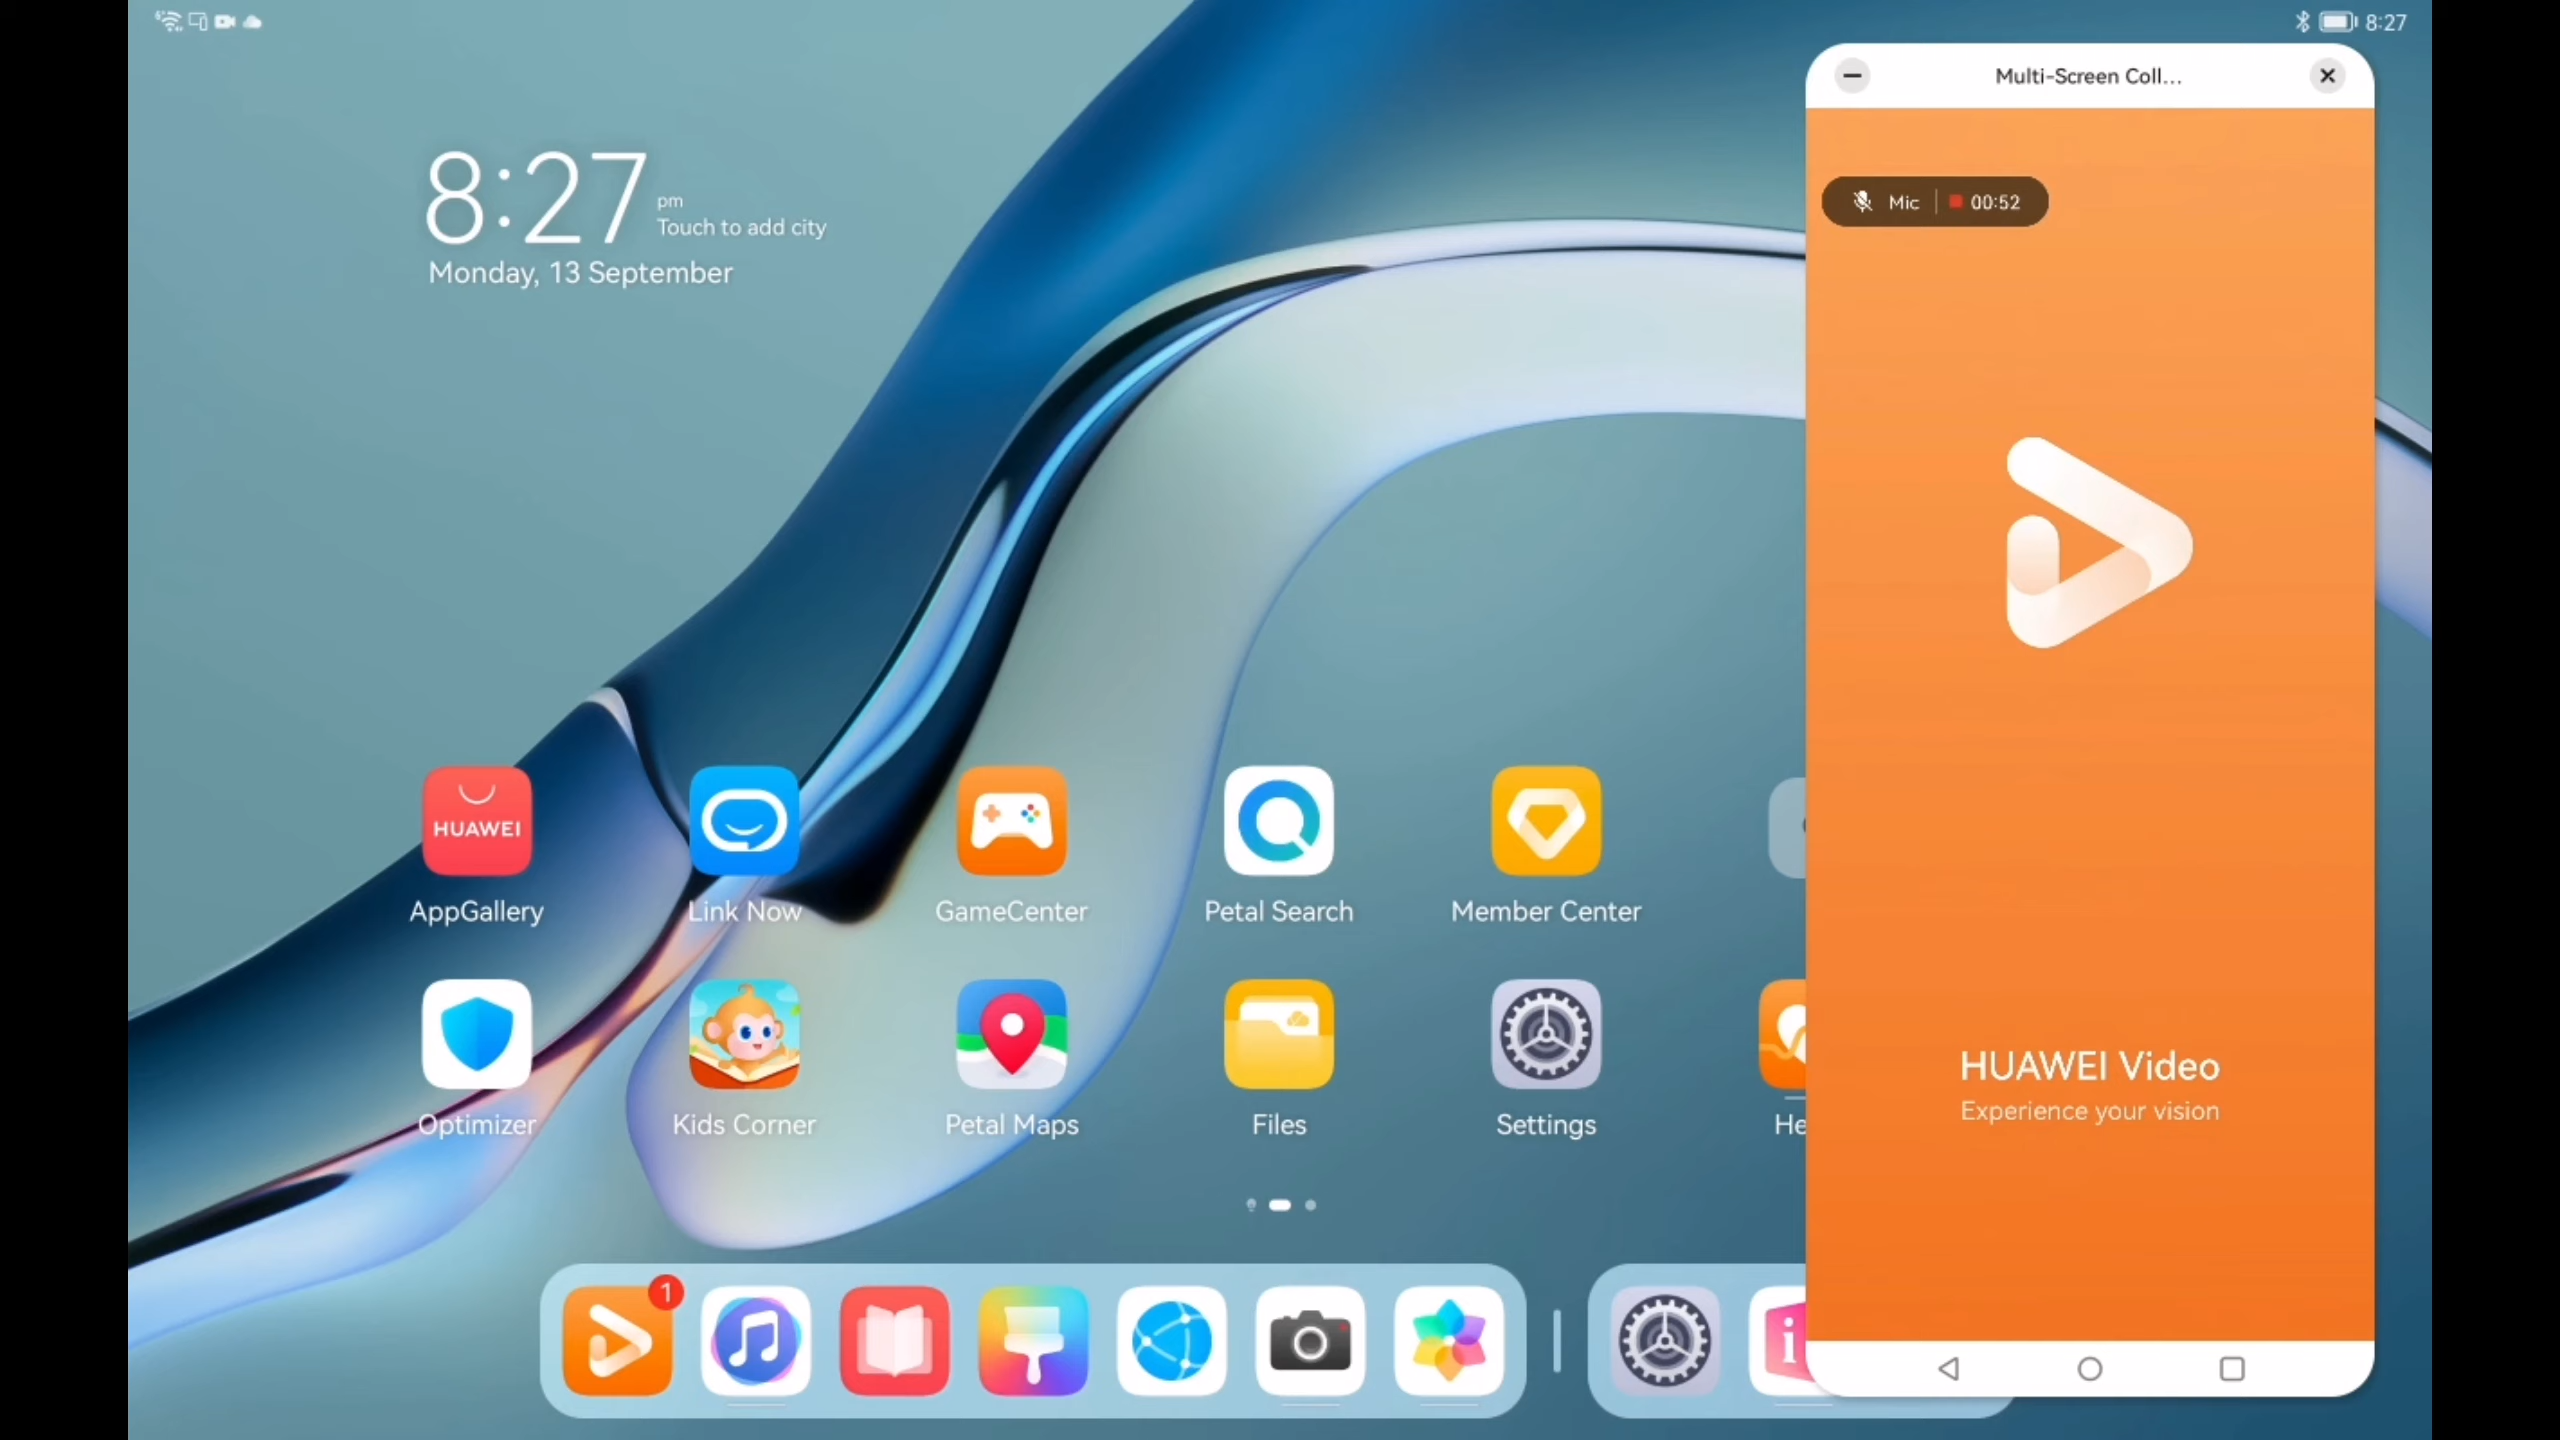 8:27
Multi-Screen Coll...
8:27
pm
Touch to add city
Monday, 13 September
Mic
00:52
HUAWEI
AppGallery
Link Now
GameCenter
Petal Search
Member Center
HUAWEI Video
Experience your vision
Optimizer
Kids Corner
Petal Maps
Files
Settings
He
1
i